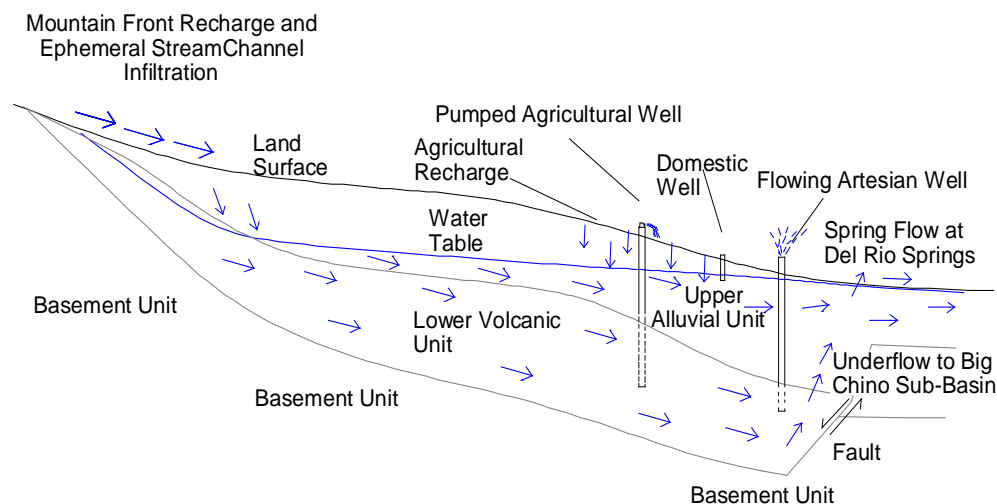 Mountain Front Recharge and
Ephemeral StreamChannel
Infiltration
Pumped Agricultural Well
Land
Surface
Agricultural
Recharge
Domestic
Well
Flowing Artesian Well
Water
Table
Spring Flow at
Del Rio Springs
Basement Unit
Lower Volcanic
Unit
Upper
Alluvial Unit
Underflow to Big
Chino Sub-Basin
Basement Unit
Fault
Basement Unit